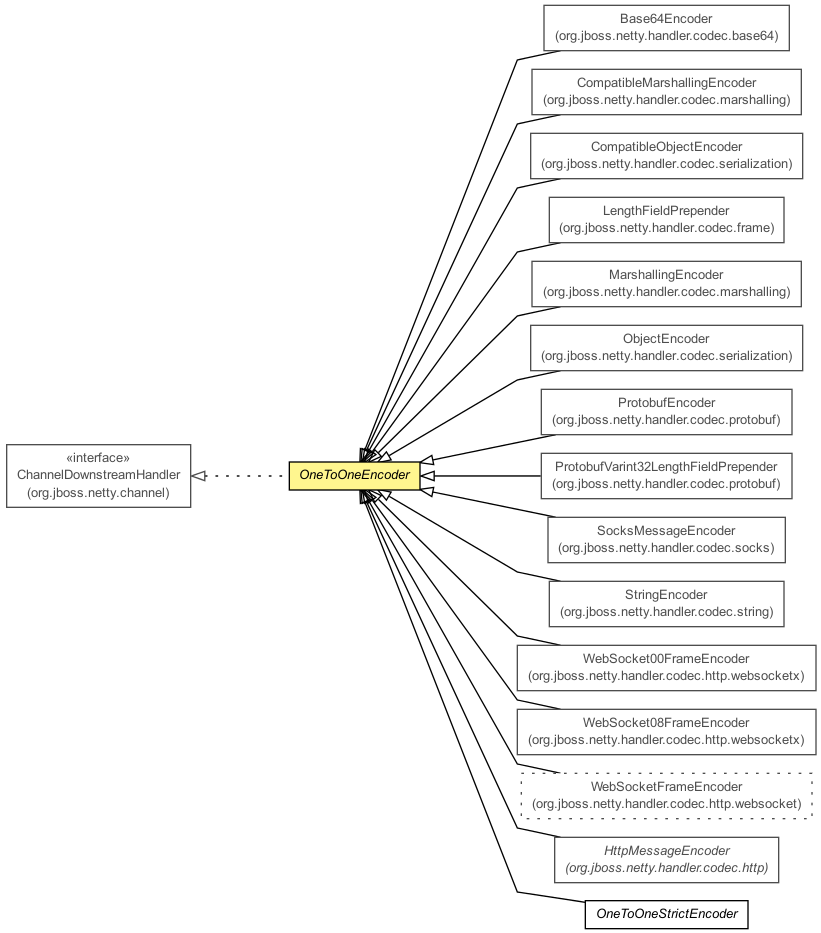 Base64Encoder
(org.jboss.netty.handler.codec.base64)
CompatibleMarshallingEncoder
(org.jboss.netty.handler.codec.marshalling)
CompatibleObjectEncoder
(org.jboss.netty.handler.codec.serialization)
LengthFieldPrepender
(org.jboss.netty.handler.codec.frame)
MarshallingEncoder
(org.jboss.netty.handler.codec.marshalling)
ObjectEncoder
(org.jboss.netty.handler.codec.serialization)
ProtobufEncoder
(org.jboss.netty.handler.codec.protobuf)
«interface»
ChannelDownstreamHandler
(org.jboss.netty.channel)
OneToOneEncoder
ProtobufVarint32LengthFieldPrepender
(org.jboss.netty.handler.codec.protobuf)
SocksMessageEncoder
(org.jboss.netty.handler.codec.socks)
StringEncoder
(org.jboss.netty.handler.codec.string)
WebSocket00FrameEncoder
(org.jboss.netty.handler.codec.http.websocketx)
WebSocket08FrameEncoder
(org.jboss.netty.handler.codec.http.websocketx)
WebSocketFrameEncoder
(org.jboss.netty.handler.codec.http.websocket)
HttpMessageEncoder
(org.jboss.netty.handler.codec.http)
OneToOneStrictEncoder